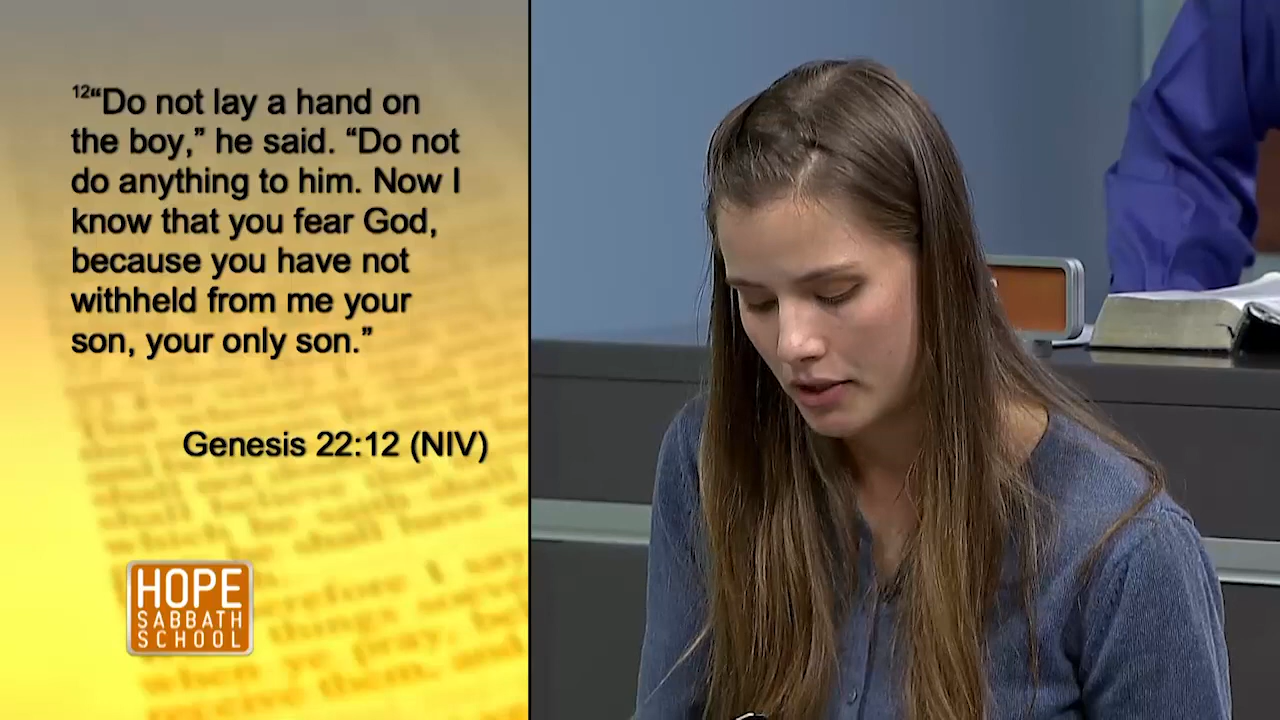 12“Do not lay a hand on
the boy,” he said. “Do not
do anything to him. Now I
know that you fear God,
because you have not
withheld from me your
son, your only son.”
Genesis 22:12 (NIV)
HOPE
SABBATH
SCHOOL